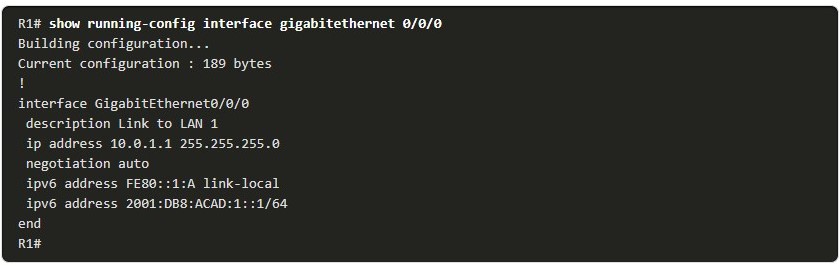 R1# show running-config interface gigabitethernet 0/0/0
Building configuration...
Current configuration : 189 bytes
!
interface GigabitEthernet0/0/0
 description Link to LAN 1
 ip address 10.0.1.1 255.255.255.0
 negotiation auto
 ipv6 address FE80::1:A link-local
 ipv6 address 2001:DB8:ACAD:1::1/64
end
R1#